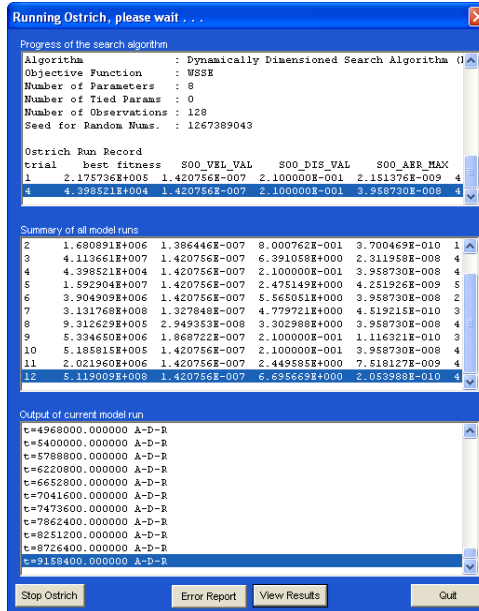 Running Ostrich, please wait . . .
Progress of the search algorithm
Algorithm : Dynamically Dimensioned Search Algorithm
Objective Function : WSSE
Number of Parameters : 8
Number of Tied Params : 0
Number of Observations : 128
Seed for Random Nums. : 1267389043
Ostrich Run Record
trial best fitness SOO_VEL_VAL SOO_DIS_VAL SOO_AER_MAX
1 2.175736E+005 1.420756E-007 2.100000E-001 2.151376E-009 4
4 4.398521E+004 1.420756E-007 2.100000E-001 3.958730E-008 4
Summary of all model runs
2 1.680891E+006 1.386446E-007 8.000762E-001 3.700469E-010 1
3 4.113661E+007 1.420756E-007 6.391058E+000 2.311958E-008 4
4 4.398521E+004 1.420756E-007 2.100000E-001 3.958730E-008 4
5 1.592904E+007 1.420756E-007 2.475149E+000 4.251926E-009 5
6 3.904909E+006 1.420756E-007 5.565051E+000 3.958730E-008 2
7 3.131768E+008 1.327848E-007 4.779721E+000 4.519215E-010 3
8 9.312629E+005 2.949353E-008 3.302988E+000 3.958730E-008 4
9 5.334650E+006 1.868722E-007 2.100000E-001 1.116321E-010 3
10 5.185815E+005 1.420756E-007 2.100000E-001 3.958730E-008 4
11 2.021960E+006 1.420756E-007 2.449585E+000 7.518127E-009 4
12 5.119009E+008 1.420756E-007 6.695669E+000 2.053988E-010 4
Output of current model run
t=4968000.000000 A-D-R
t=5400000.000000 A-D-R
t=5788800.000000 A-D-R
t=6220800.000000 A-D-R
t=6652800.000000 A-D-R
t=7041600.000000 A-D-R
t=7473600.000000 A-D-R
t=7862400.000000 A-D-R
t=8251200.000000 A-D-R
t=8726400.000000 A-D-R
t=9158400.000000 A-D-R
Stop Ostrich Error Report View Results Quit